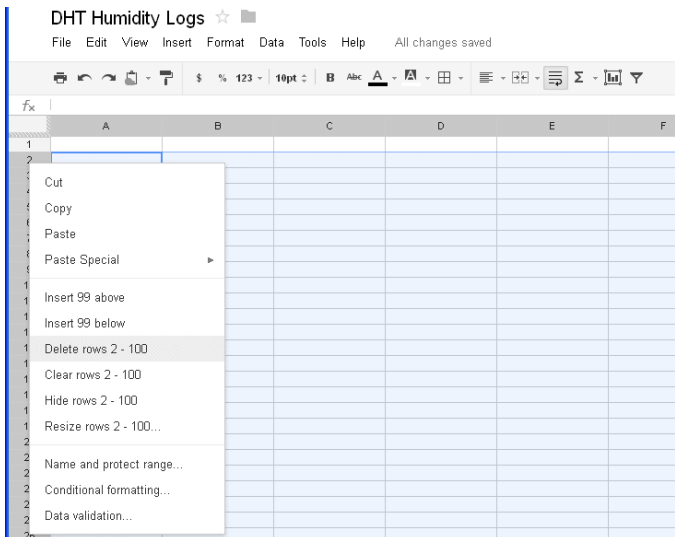 DHT Humidity Logs
File Edit View Insert Format Data Tools Help All changes saved
$ % 123 10pt B Abc A A Σ
fx
A B C D E F
1
2
Cut
Copy
Paste
Paste Special
Insert 99 above
Insert 99 below
Delete rows 2 - 100
Clear rows 2 - 100
Hide rows 2 - 100
Resize rows 2 - 100...
Name and protect range...
Conditional formatting...
Data validation...